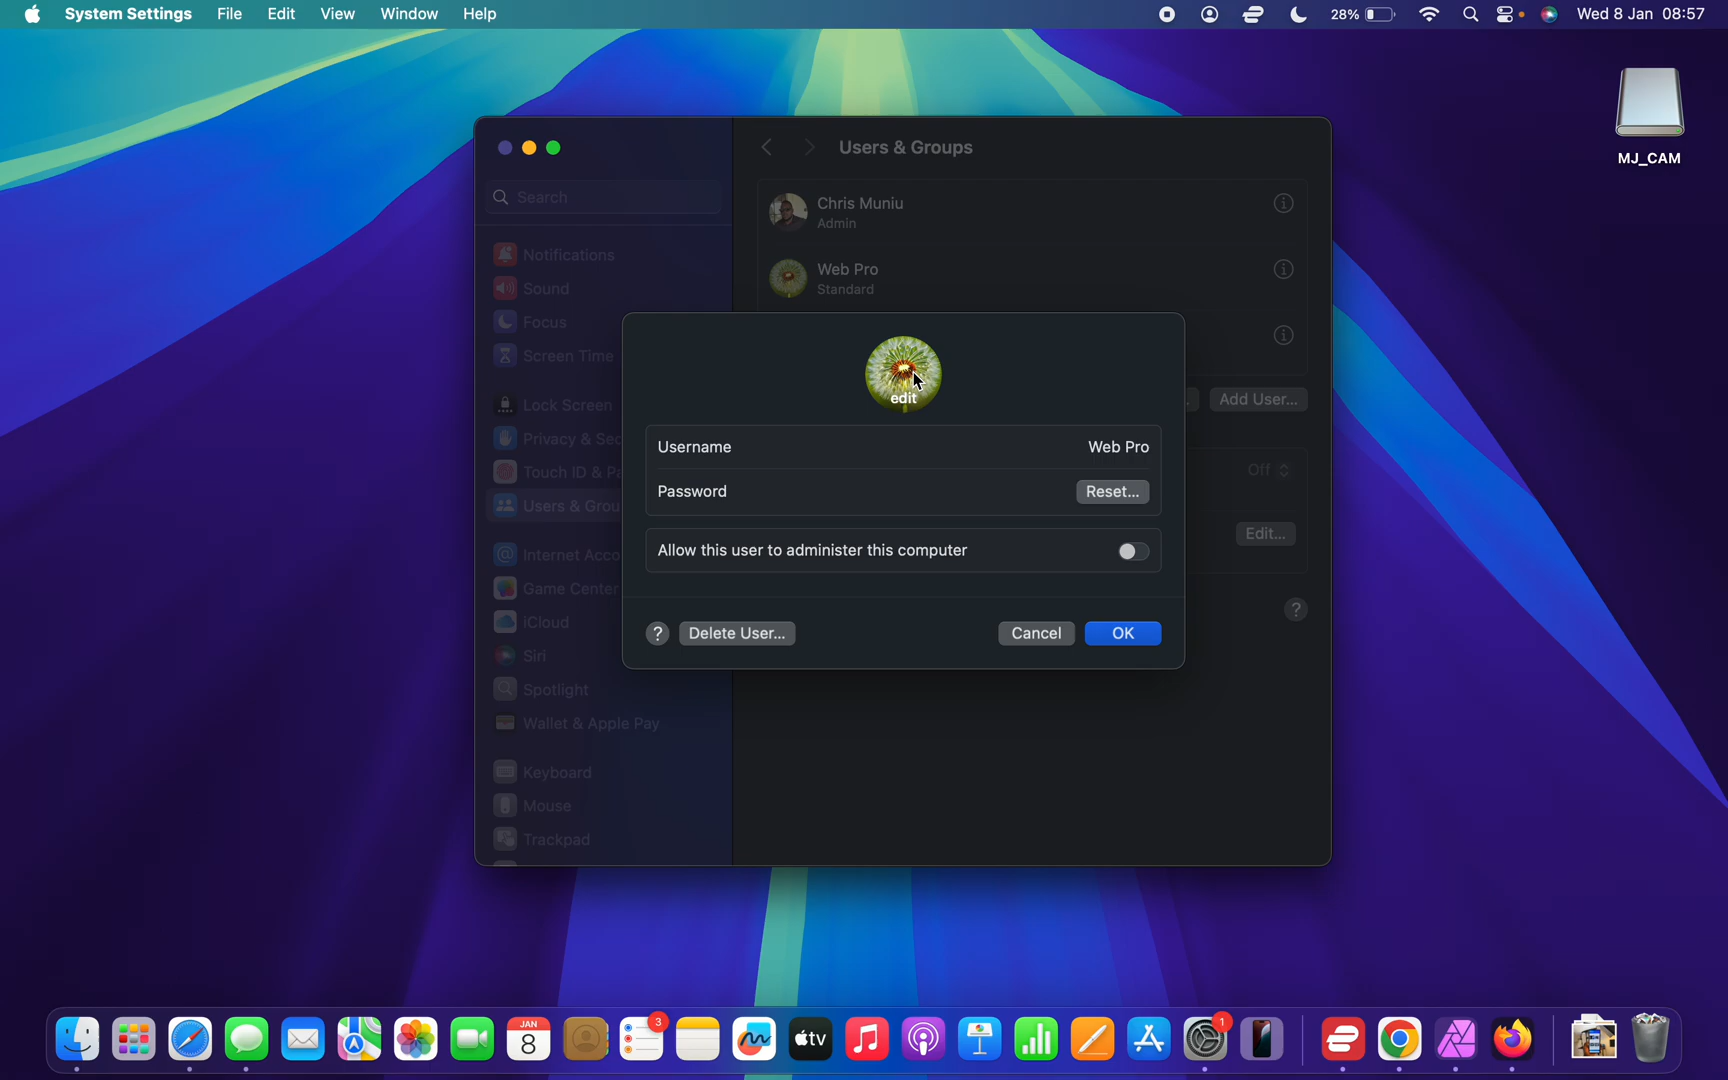 System Settings File Edit View Window Help 28% Wed 8 Jan 08:57
MJ_CAM
Users & Groups
Search
Chris Muniu
Admin
Notifications
Web Pro
Sound
Standard
Focus
Screen Time
edit
Add User...
Lock Screen
Privacy & Sec
Username Web Pro
Touch ID & Pa
Off
Password Reset...
Users & Grou
Edit...
Allow this user to administer this computer
Internet Acco
Game Center
iCloud
? Delete User... Cancel OK
?
Siri
Spotlight
Wallet & Apple Pay
Keyboard
Mouse
Trackpad
JAN
8
3
tv
1